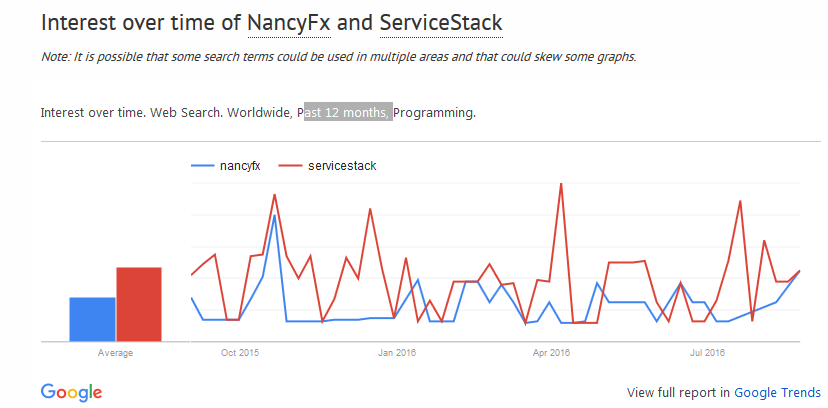 Interest over time of NancyFx and ServiceStack
Note: It is possible that some search terms could be used in multiple areas and that could skew some graphs.
Interest over time. Web Search. Worldwide, Past 12 months, Programming.
nancyfx servicestack
Average Oct 2015 Jan 2016 Apr 2016 Jul 2016
Google View full report in Google Trends